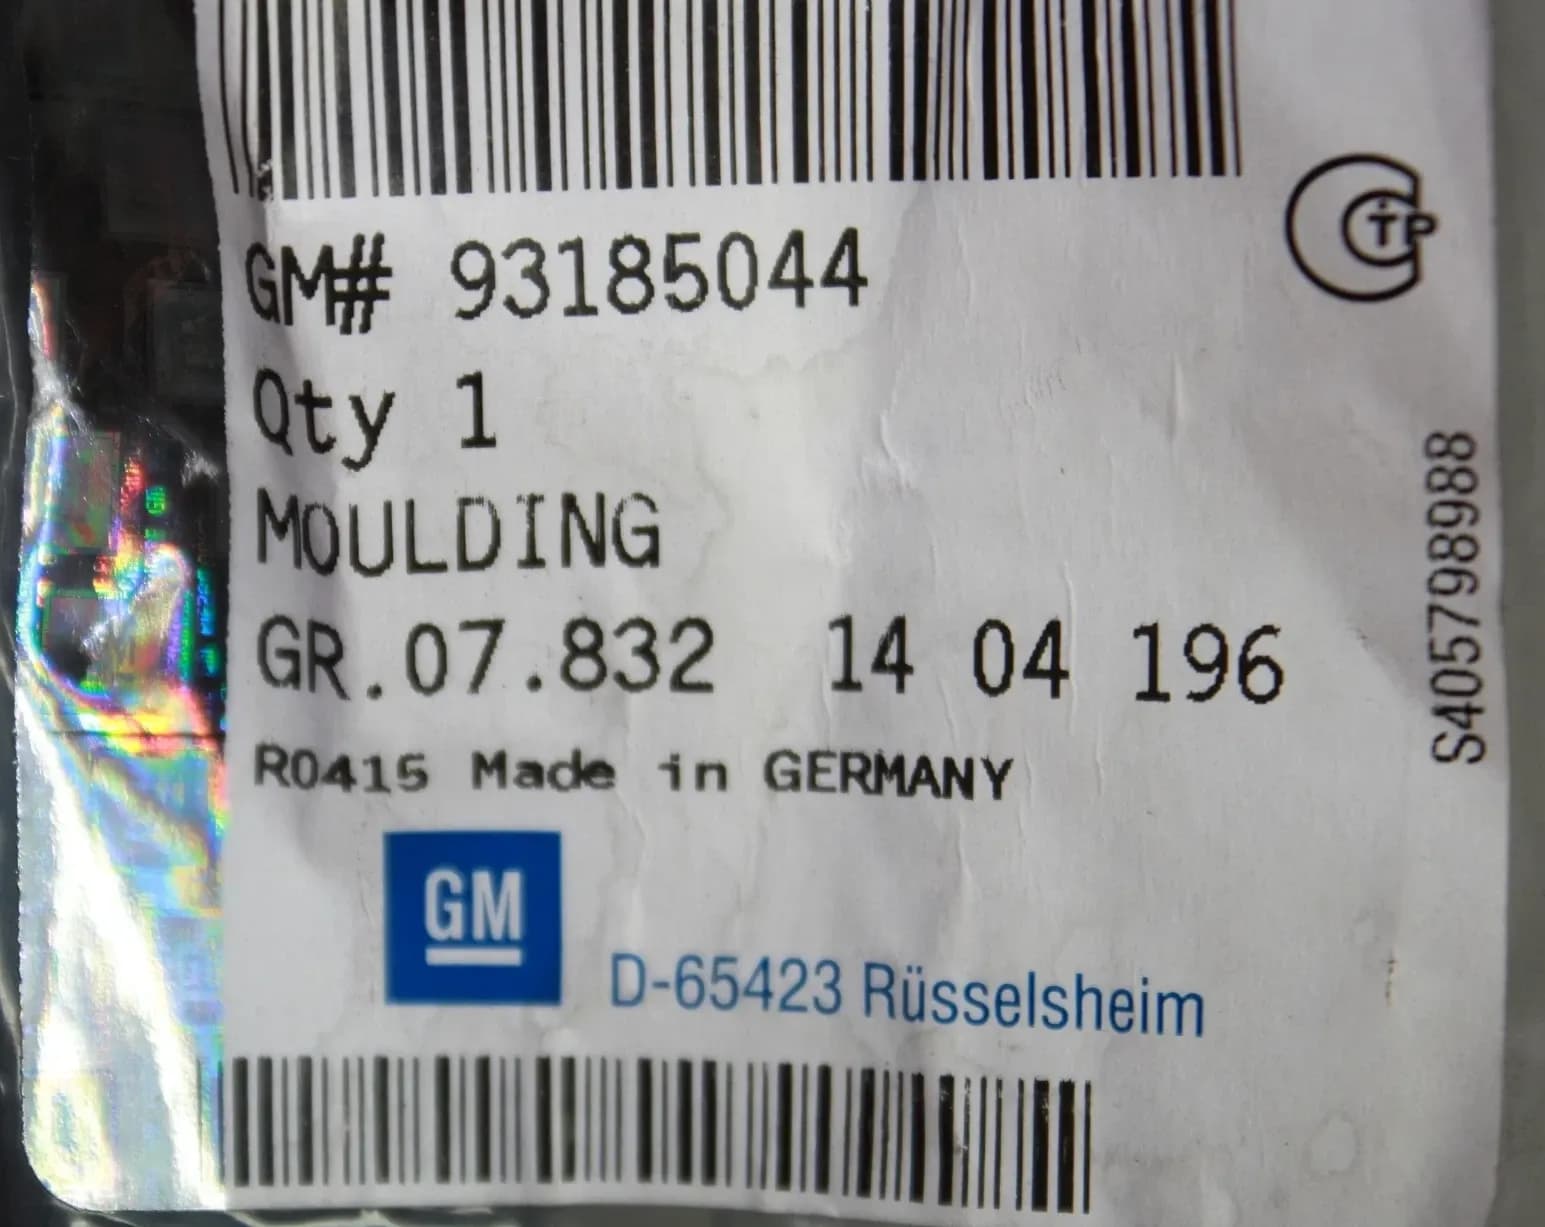 GM# 93185044
Qty 1
MOULDING
GR.07.832 14 04 196
R0415 Made in GERMANY
GM
D-65423 Rüsselsheim
S4057989988